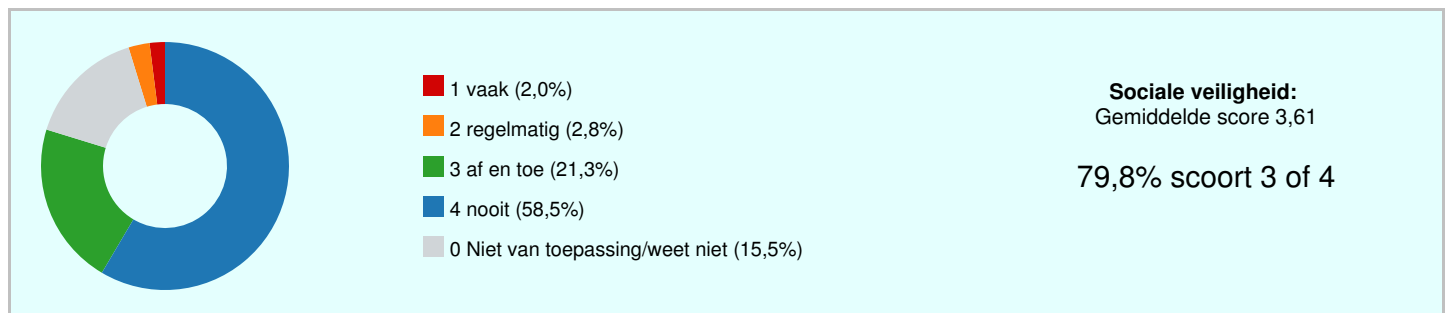 1 vaak (2,0%)
2 regelmatig (2,8%)
3 af en toe (21,3%)
4 nooit (58,5%)
0 Niet van toepassing/weet niet (15,5%)
Sociale veiligheid:
Gemiddelde score 3,61
79,8% scoort 3 of 4